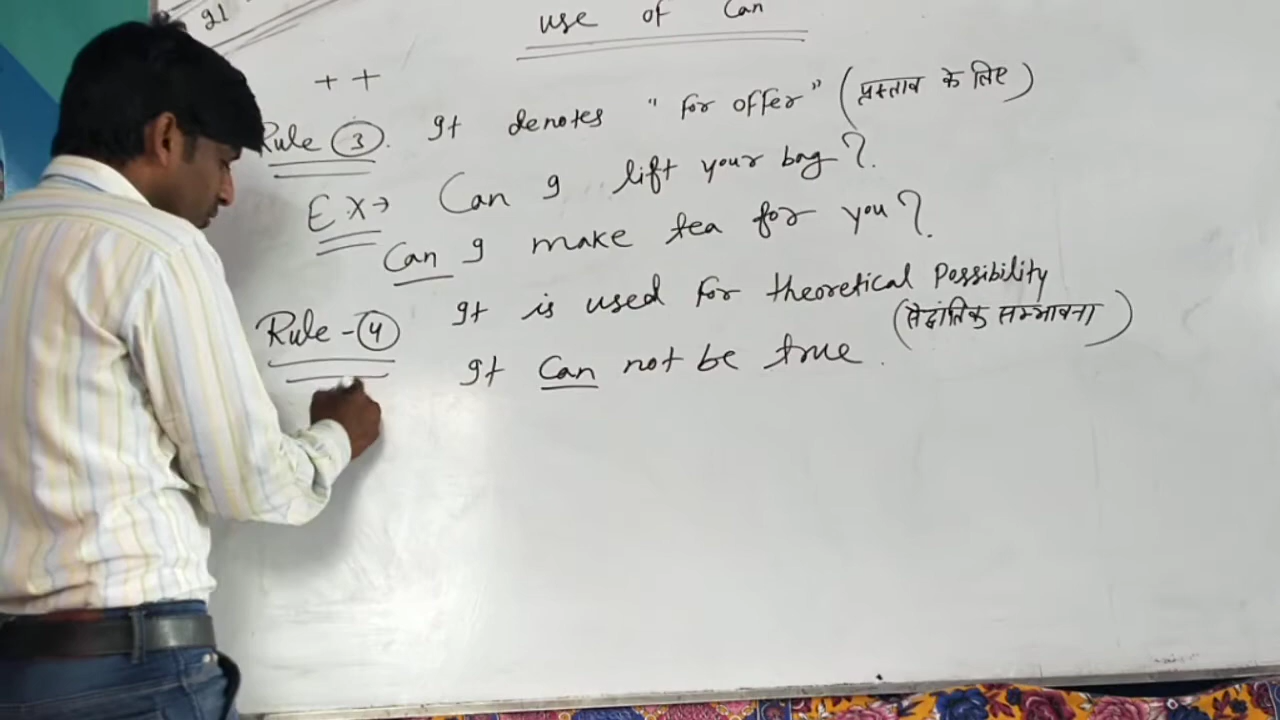 use of Can
++
Rule 3. It denotes "for offer" (प्रस्ताव के लिए)
Ex→ Can I lift your bag?
Can I make tea for you?
Rule-4 It is used for theoretical Possibility
(सैद्धांतिक सम्भावना)
It Can not be true.